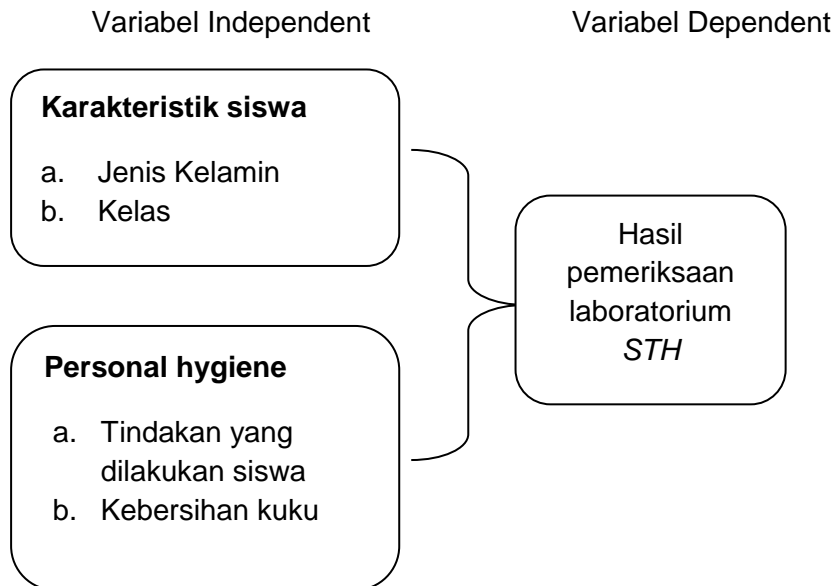 Variabel Independent
Variabel Dependent
Karakteristik siswa
a. Jenis Kelamin
b. Kelas
Personal hygiene
a. Tindakan yang
dilakukan siswa
b. Kebersihan kuku
Hasil
pemeriksaan
laboratorium
STH